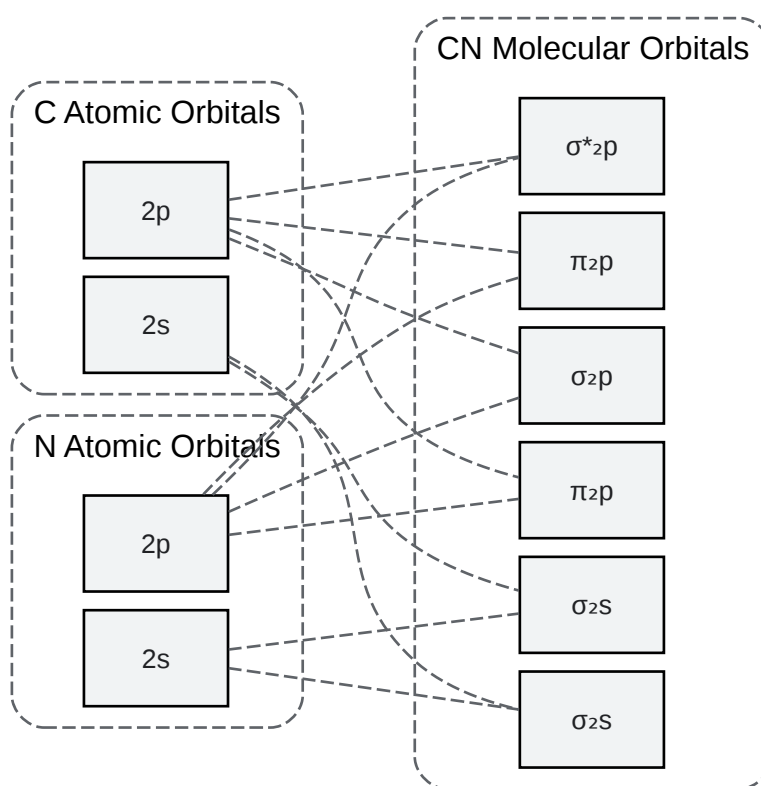 CN Molecular Orbitals
C Atomic Orbitals
σ*₂p
2p
π₂p
2s
σ₂p
N Atomic Orbitals
2p
π₂p
2s
σ₂s
σ₂s